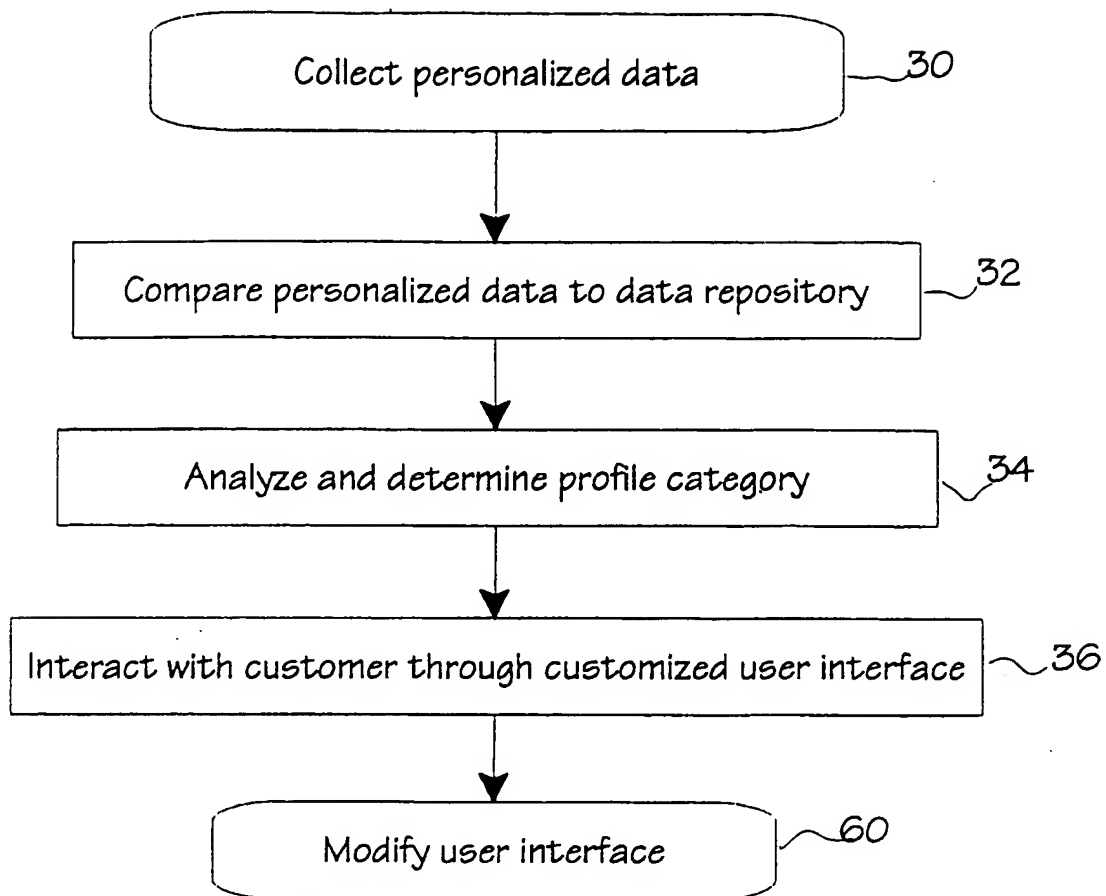 Collect personalized data
30
Compare personalized data to data repository
32
Analyze and determine profile category
34
Interact with customer through customized user interface
36
Modify user interface
60